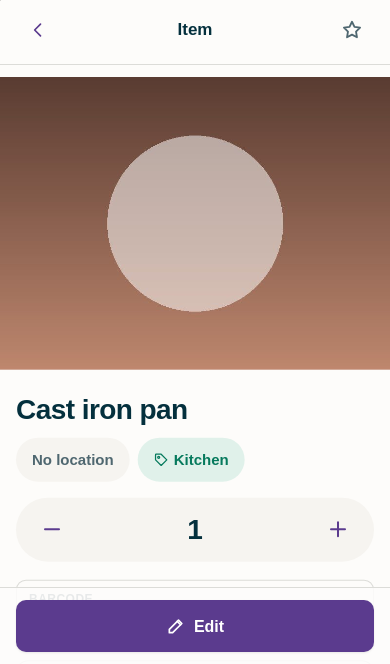 Item
Cast iron pan
No location
Kitchen
1
BARCODE
Edit